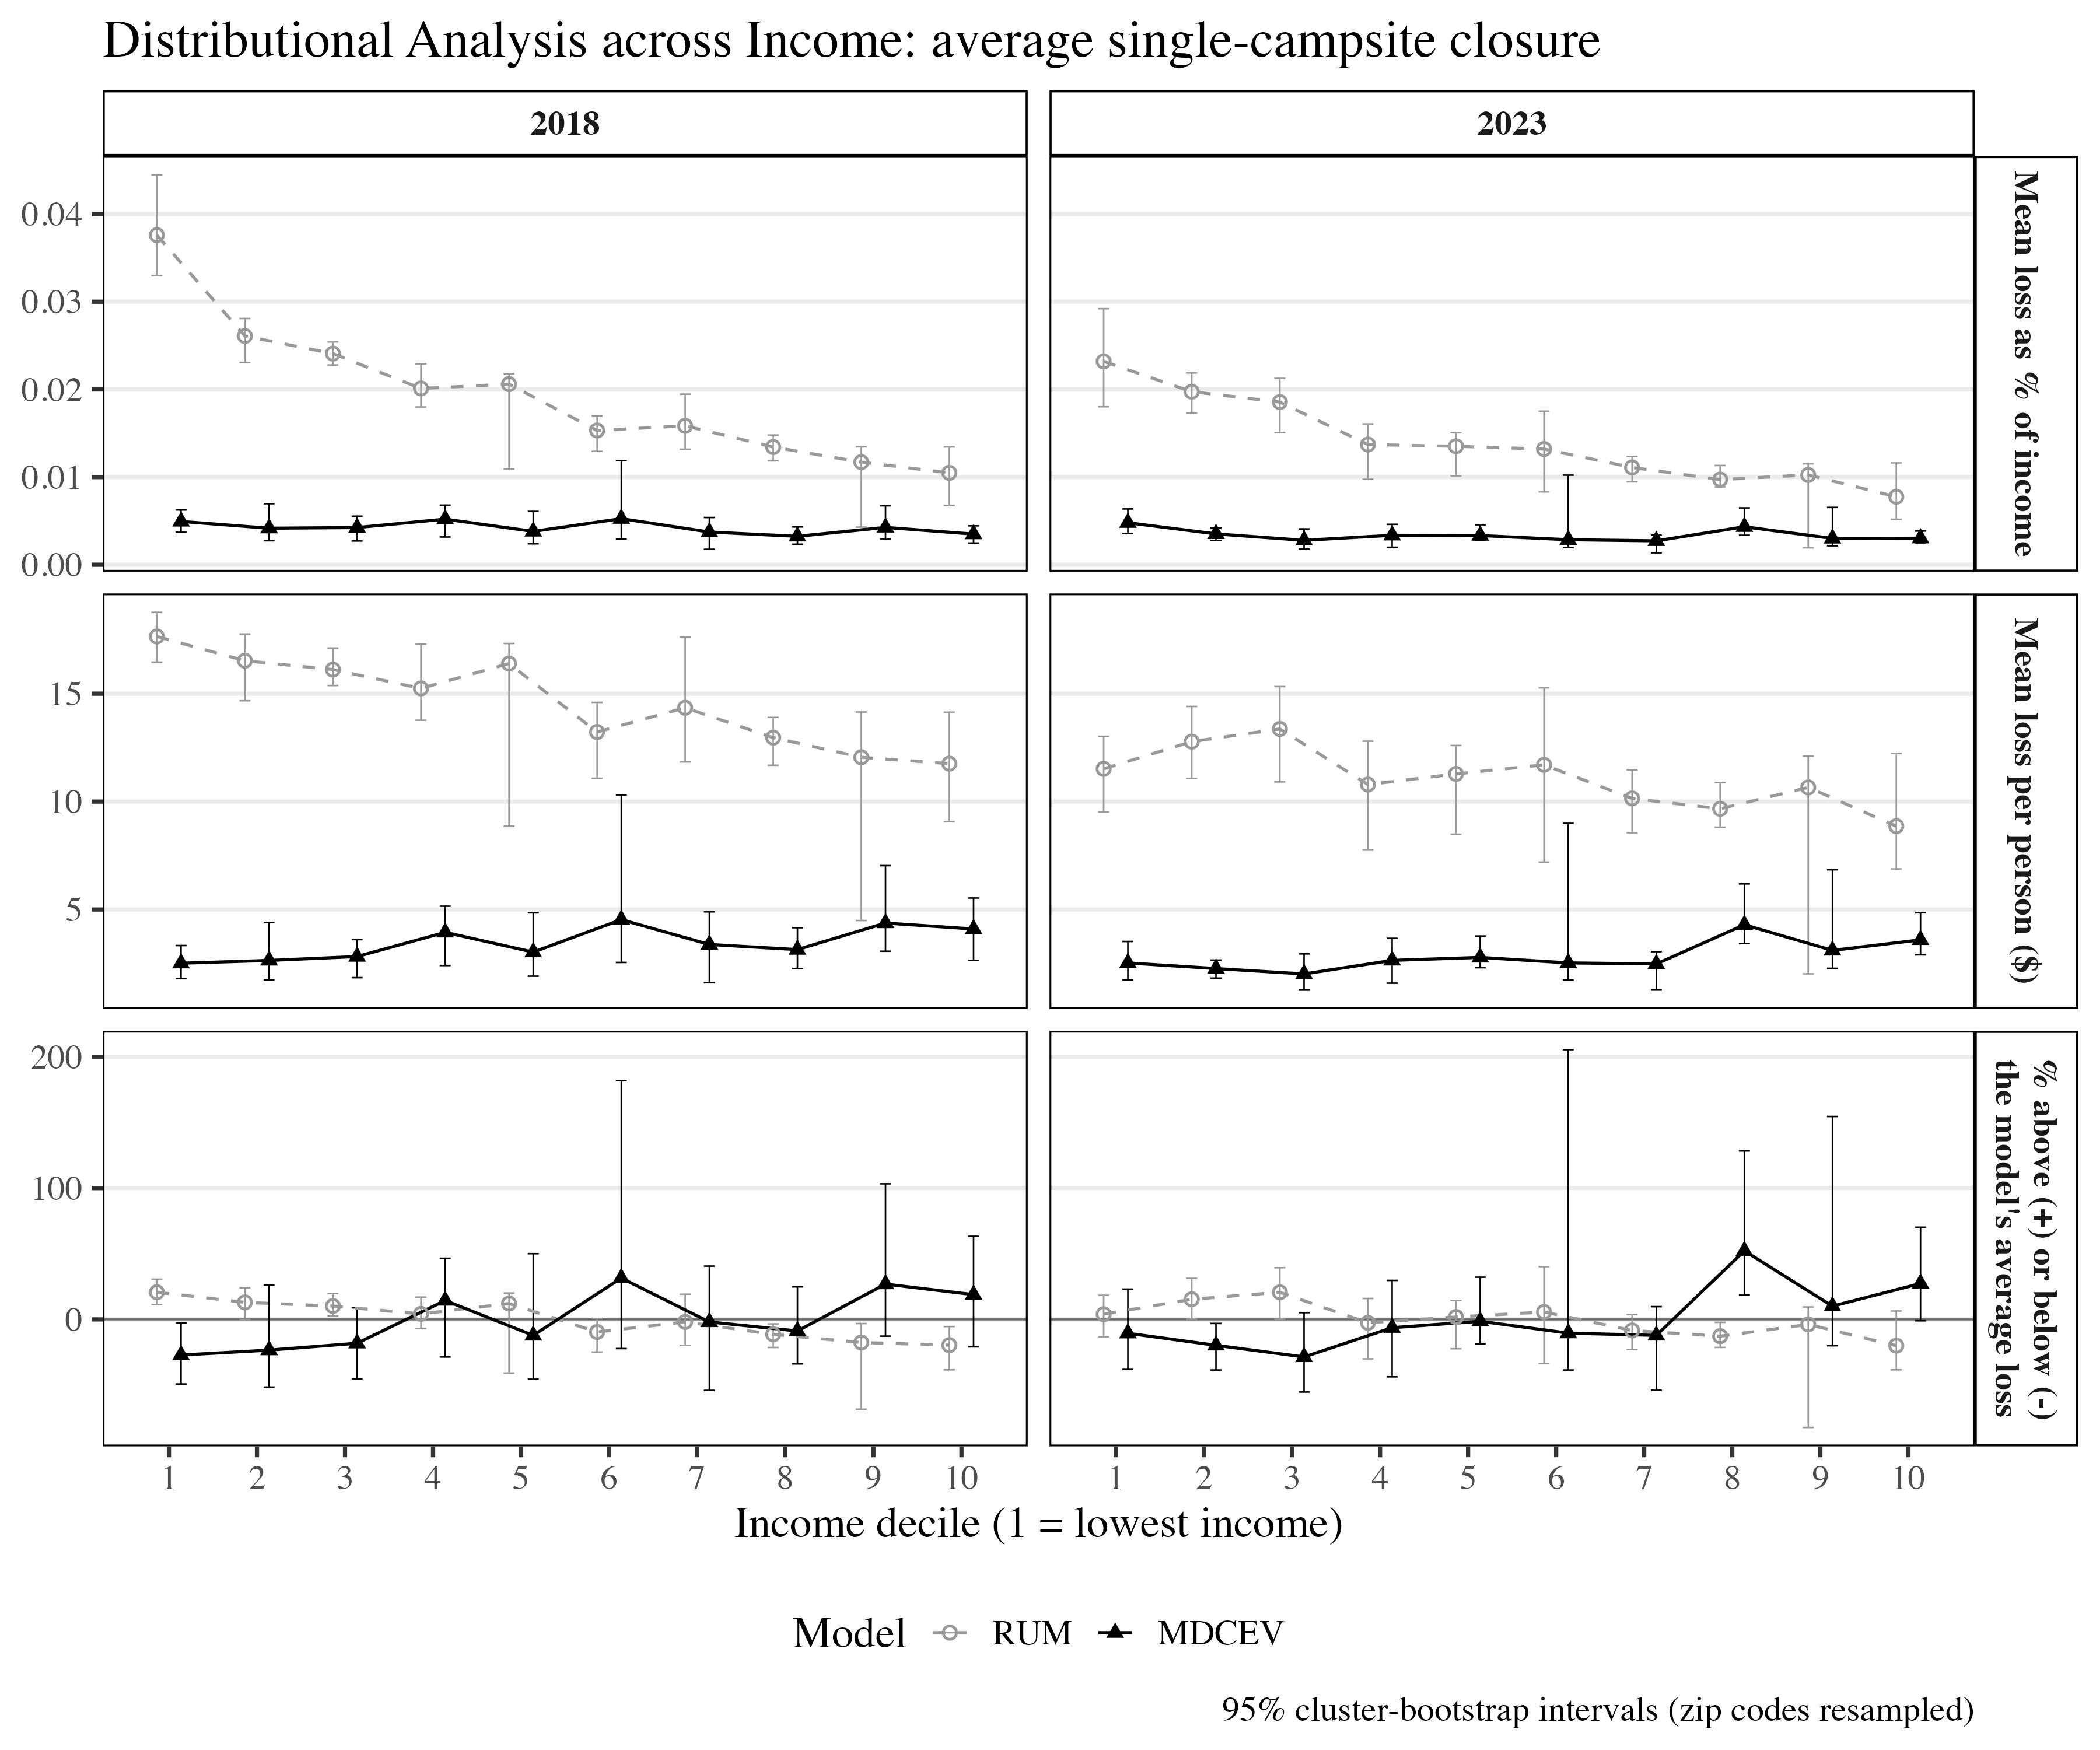 Distributional Analysis across Income: average single-campsite closure
2018
2023
0.04
0.03
0.02
0.01
0.00
Mean loss as % of income
15
10
5
Mean loss per person ($)
200
100
0
% above (+) or below (-)
the model's average loss
1 2 3 4 5 6 7 8 9 10
1 2 3 4 5 6 7 8 9 10
Income decile (1 = lowest income)
Model RUM MDCEV
95% cluster-bootstrap intervals (zip codes resampled)